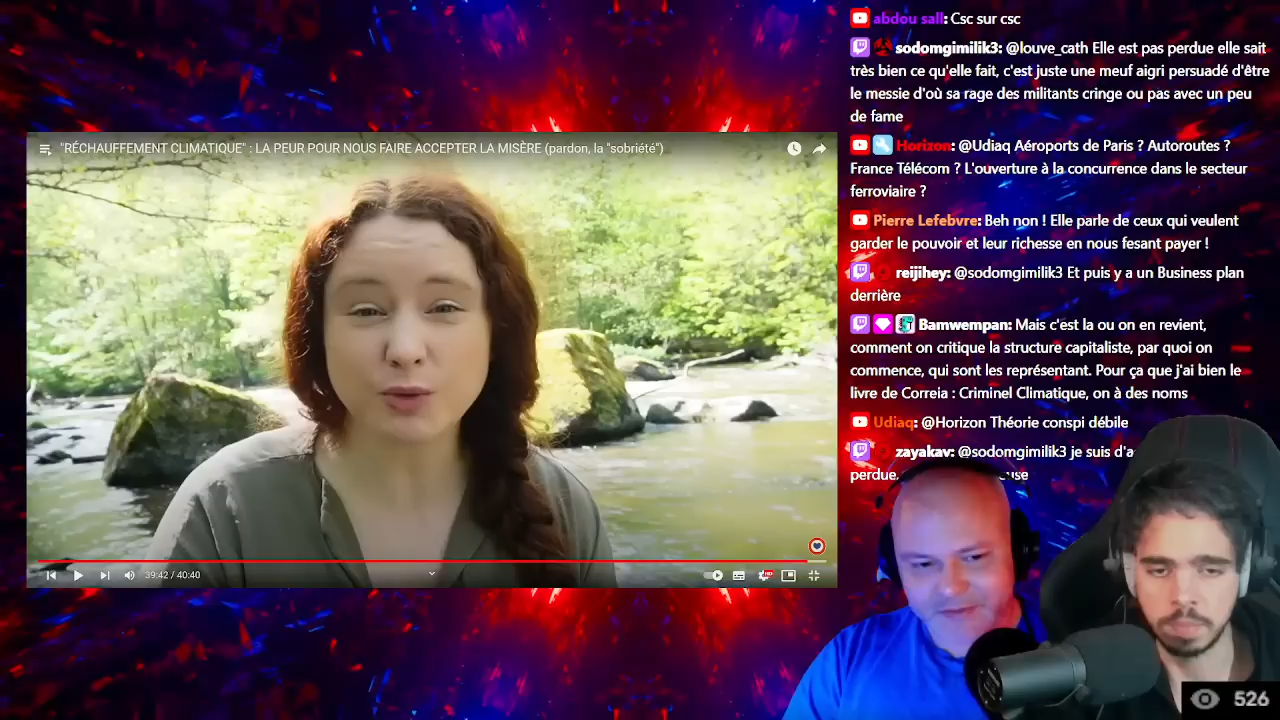 "RÉCHAUFFEMENT CLIMATIQUE" : LA PEUR POUR NOUS FAIRE ACCEPTER LA MISÈRE (pardon, la "sobriété")
39:42 / 40:40
HD
abdou sall: Csc sur csc
sodomgimilik3: @louve_cath Elle est pas perdue elle sait
très bien ce qu'elle fait, c'est juste une meuf aigri persuadé d'être
le messie d'où sa rage des militants cringe ou pas avec un peu
de fame
Horizon: @Udiaq Aéroports de Paris ? Autoroutes ?
France Télécom ? L'ouverture à la concurrence dans le secteur
ferroviaire ?
Pierre Lefebvre: Beh non ! Elle parle de ceux qui veulent
garder le pouvoir et leur richesse en nous fesant payer !
reijihey: @sodomgimilik3 Et puis y a un Business plan
derrière
Bamwempan: Mais c'est la ou on en revient,
comment on critique la structure capitaliste, par quoi on
commence, qui sont les représentant. Pour ça que j'ai bien le
livre de Correia : Criminel Climatique, on à des noms
Udiaq: @Horizon Théorie conspi débile
zayakav: @sodomgimilik3 je suis
perdue,
526